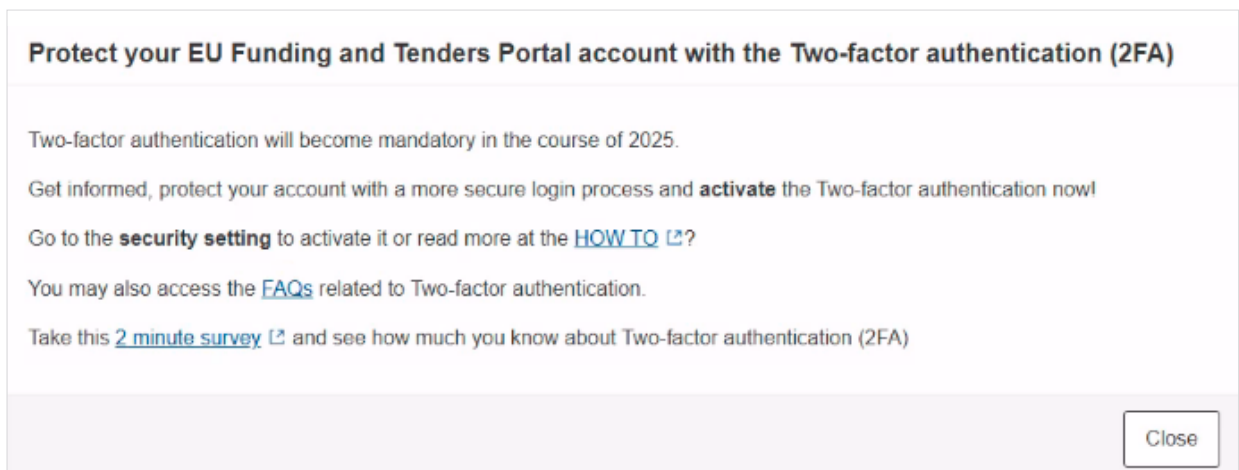 Protect your EU Funding and Tenders Portal account with the Two-factor authentication (2FA)
Two-factor authentication will become mandatory in the course of 2025.
Get informed, protect your account with a more secure login process and activate the Two-factor authentication now!
Go to the security setting to activate it or read more at the HOW TO ?
You may also access the FAQs related to Two-factor authentication.
Take this 2 minute survey and see how much you know about Two-factor authentication (2FA)
Close